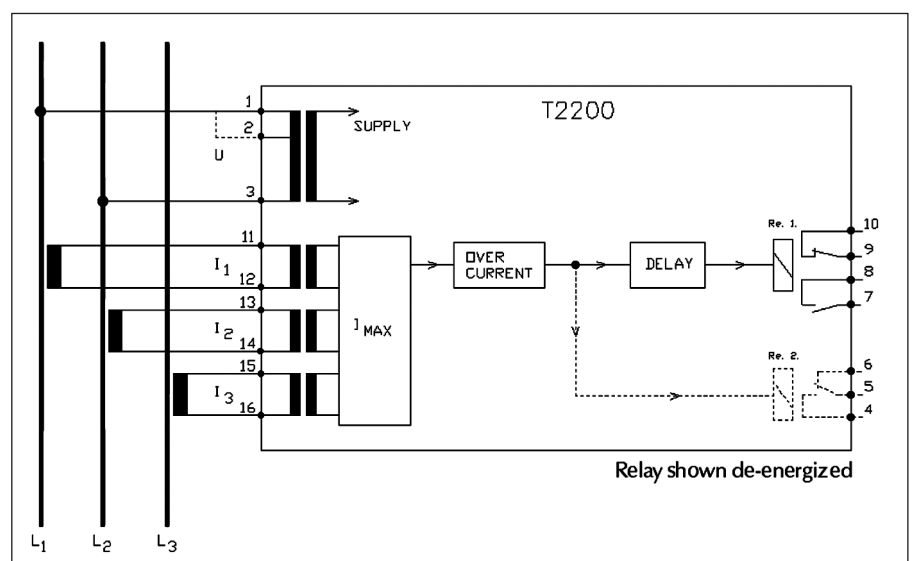 T2200
1
2
U
SUPPLY
3
11
I1
12
13
I2
14
15
I3
16
IMAX
OVER
CURRENT
DELAY
Re. 1.
10
9
8
7
Re. 2.
6
5
4
Relay shown de-energized
L1
L2
L3